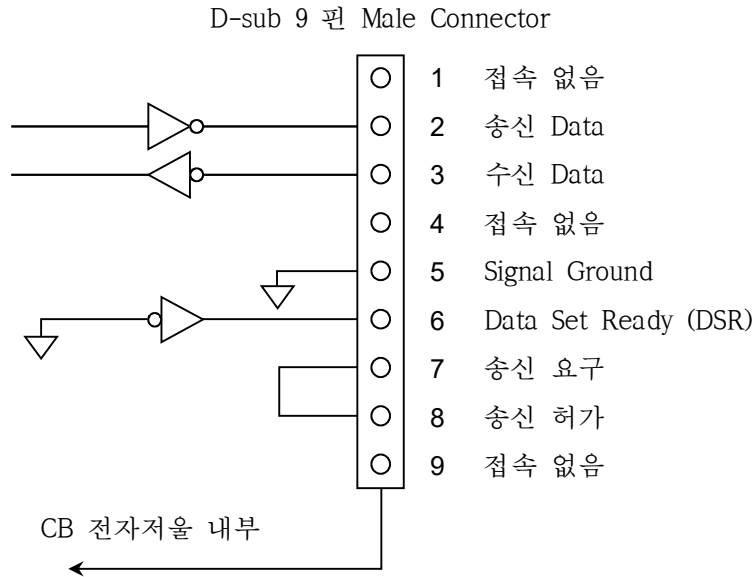 D-sub 9 핀 Male Connector
1 접속 없음
2 송신 Data
3 수신 Data
4 접속 없음
5 Signal Ground
6 Data Set Ready (DSR)
7 송신 요구
8 송신 허가
9 접속 없음
CB 전자저울 내부